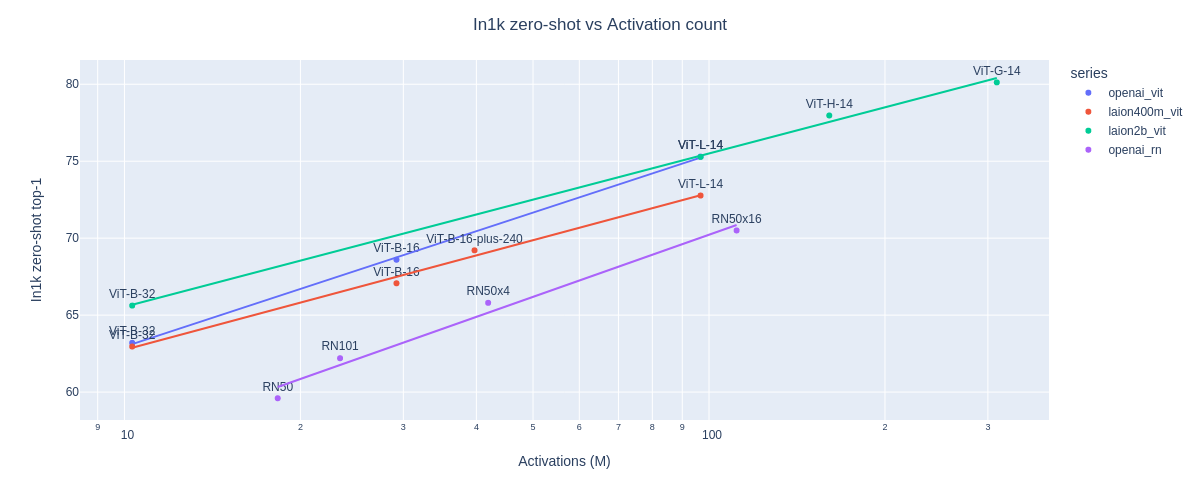 In1k zero-shot vs Activation count
In1k zero-shot top-1
80
75
70
65
60
ViT-G-14
ViT-H-14
ViT-L-14
ViT-L-14
ViT-L-14
RN50x16
ViT-B-16-plus-240
ViT-B-16
ViT-B-16
ViT-B-32
RN50x4
ViT-B-32
ViT-B-32
RN101
RN50
9
10
2
3
4
5
6
7
8
9
100
2
3
Activations (M)
series
openai_vit
laion400m_vit
laion2b_vit
openai_rn